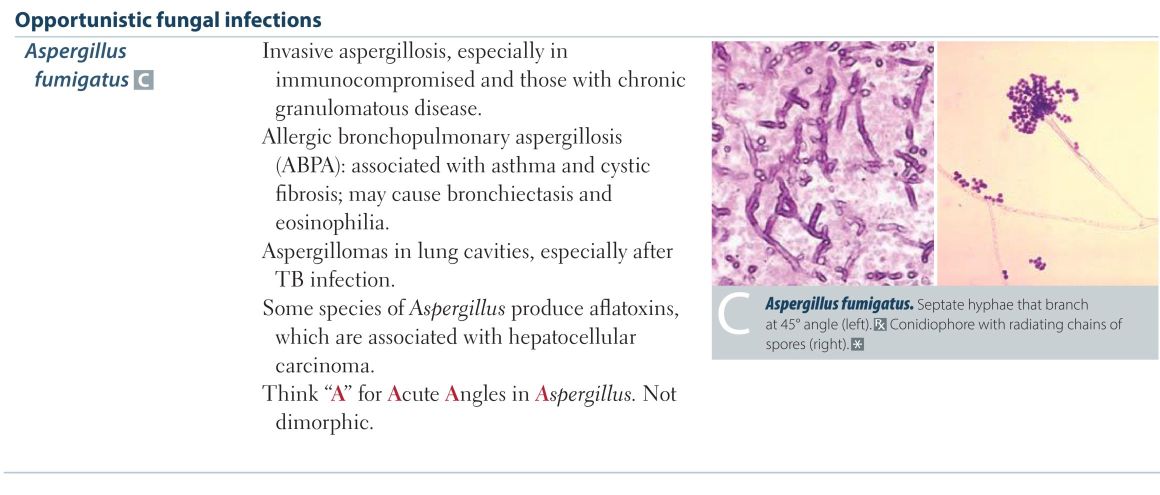 Opportunistic fungal infections
Aspergillus
fumigatus C
Invasive aspergillosis, especially in
immunocompromised and those with chronic
granulomatous disease.
Allergic bronchopulmonary aspergillosis
(ABPA): associated with asthma and cystic
fibrosis; may cause bronchiectasis and
eosinophilia.
Aspergillomas in lung cavities, especially after
TB infection.
Some species of Aspergillus produce aflatoxins,
which are associated with hepatocellular
carcinoma.
Think “A” for Acute Angles in Aspergillus. Not
dimorphic.
C
Aspergillus fumigatus. Septate hyphae that branch
at 45° angle (left). ℞ Conidiophore with radiating chains of
spores (right). *